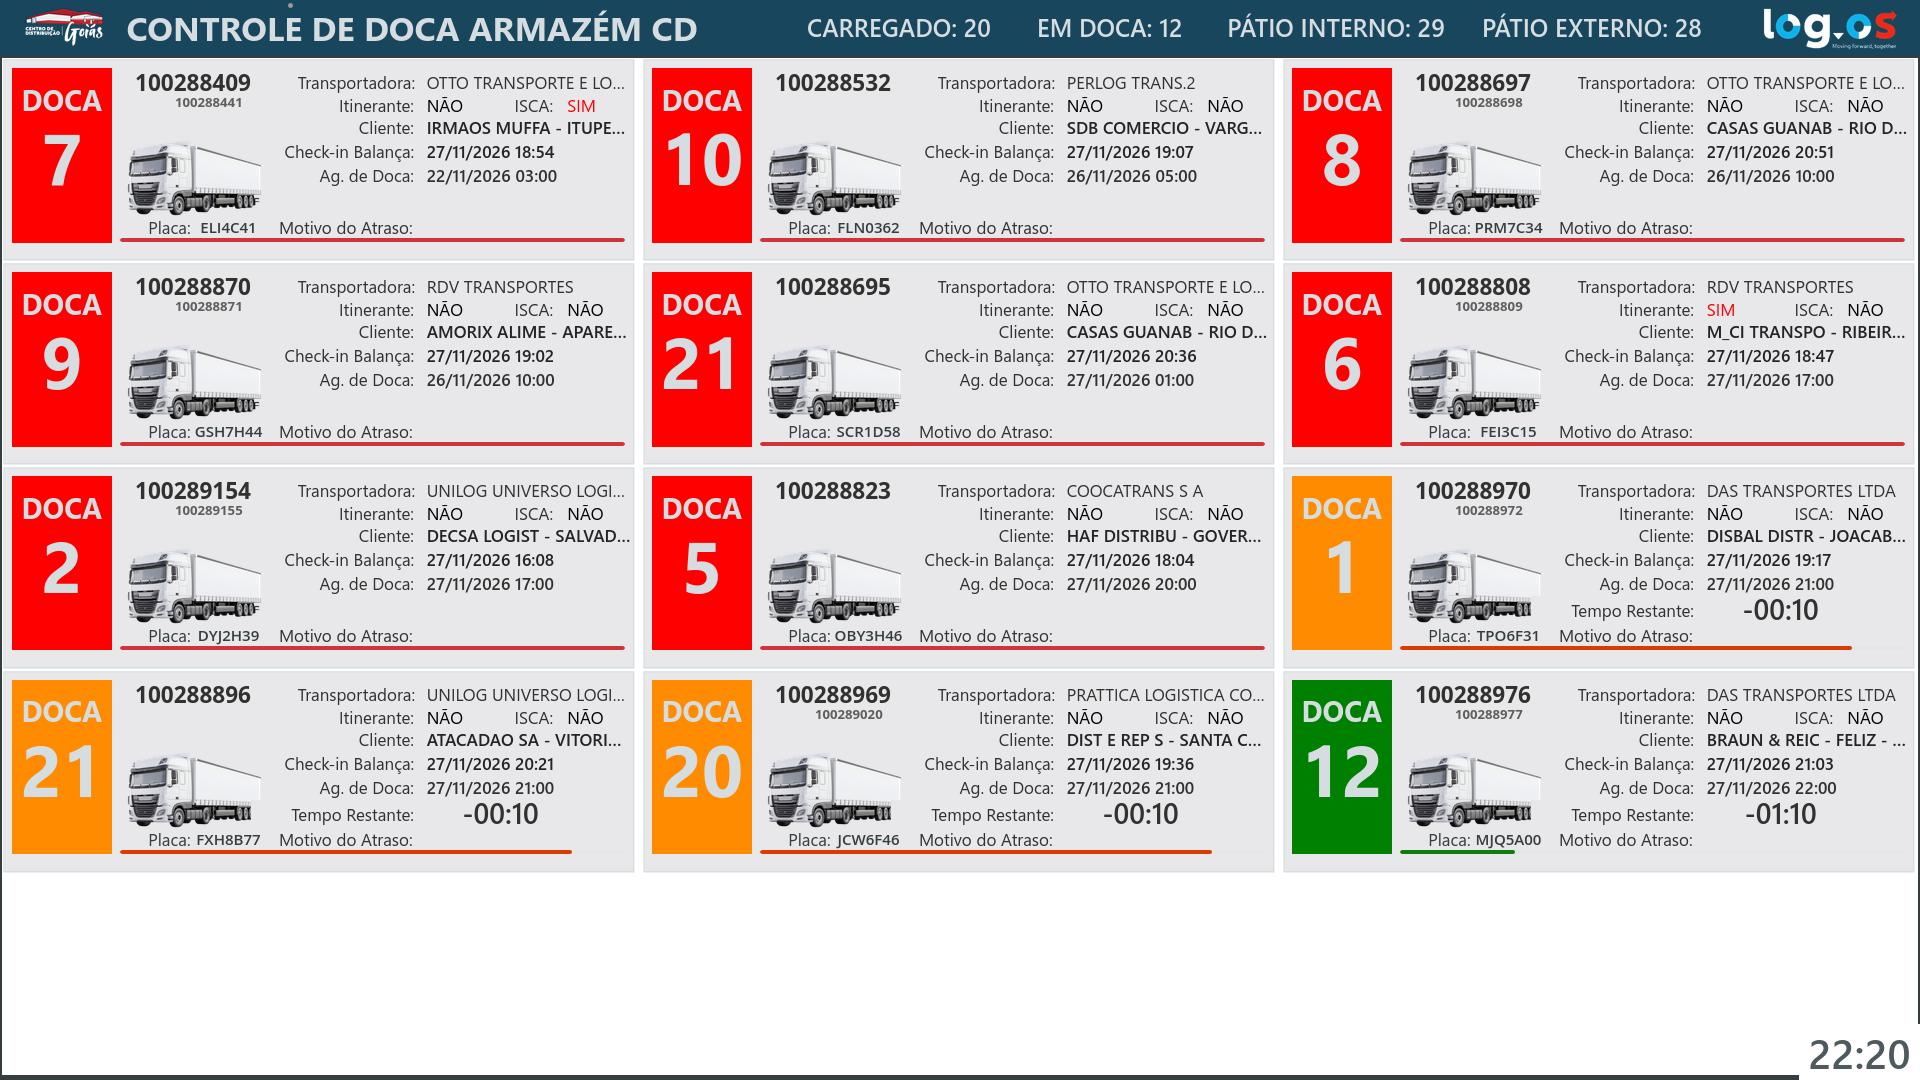 CENTRO DE DISTRIBUIÇÃO Goiás
CONTROLE DE DOCA ARMAZÉM CD
CARREGADO: 20 EM DOCA: 12 PÁTIO INTERNO: 29 PÁTIO EXTERNO: 28
log.os
Moving forward, together
DOCA
7
100288409
100288441
Transportadora: OTTO TRANSPORTE E LO...
Itinerante: NÃO ISCA: SIM
Cliente: IRMAOS MUFFA - ITUPE...
Check-in Balança: 27/11/2026 18:54
Ag. de Doca: 22/11/2026 03:00
Placa: ELI4C41 Motivo do Atraso:
DOCA
10
100288532
Transportadora: PERLOG TRANS.2
Itinerante: NÃO ISCA: NÃO
Cliente: SDB COMERCIO - VARG...
Check-in Balança: 27/11/2026 19:07
Ag. de Doca: 26/11/2026 05:00
Placa: FLN0362 Motivo do Atraso:
DOCA
8
100288697
100288698
Transportadora: OTTO TRANSPORTE E LO...
Itinerante: NÃO ISCA: NÃO
Cliente: CASAS GUANAB - RIO D...
Check-in Balança: 27/11/2026 20:51
Ag. de Doca: 26/11/2026 10:00
Placa: PRM7C34 Motivo do Atraso:
DOCA
9
100288870
100288871
Transportadora: RDV TRANSPORTES
Itinerante: NÃO ISCA: NÃO
Cliente: AMORIX ALIME - APARE...
Check-in Balança: 27/11/2026 19:02
Ag. de Doca: 26/11/2026 10:00
Placa: GSH7H44 Motivo do Atraso:
DOCA
21
100288695
Transportadora: OTTO TRANSPORTE E LO...
Itinerante: NÃO ISCA: NÃO
Cliente: CASAS GUANAB - RIO D...
Check-in Balança: 27/11/2026 20:36
Ag. de Doca: 27/11/2026 01:00
Placa: SCR1D58 Motivo do Atraso:
DOCA
6
100288808
100288809
Transportadora: RDV TRANSPORTES
Itinerante: SIM ISCA: NÃO
Cliente: M_CI TRANSPO - RIBEIR...
Check-in Balança: 27/11/2026 18:47
Ag. de Doca: 27/11/2026 17:00
Placa: FEI3C15 Motivo do Atraso:
DOCA
2
100289154
100289155
Transportadora: UNILOG UNIVERSO LOGI...
Itinerante: NÃO ISCA: NÃO
Cliente: DECSA LOGIST - SALVAD...
Check-in Balança: 27/11/2026 16:08
Ag. de Doca: 27/11/2026 17:00
Placa: DYJ2H39 Motivo do Atraso:
DOCA
5
100288823
Transportadora: COOCATRANS S A
Itinerante: NÃO ISCA: NÃO
Cliente: HAF DISTRIBU - GOVER...
Check-in Balança: 27/11/2026 18:04
Ag. de Doca: 27/11/2026 20:00
Placa: OBY3H46 Motivo do Atraso:
DOCA
1
100288970
100288972
Transportadora: DAS TRANSPORTES LTDA
Itinerante: NÃO ISCA: NÃO
Cliente: DISBAL DISTR - JOACAB...
Check-in Balança: 27/11/2026 19:17
Ag. de Doca: 27/11/2026 21:00
Tempo Restante: -00:10
Placa: TPO6F31 Motivo do Atraso:
DOCA
21
100288896
Transportadora: UNILOG UNIVERSO LOGI...
Itinerante: NÃO ISCA: NÃO
Cliente: ATACADAO SA - VITORI...
Check-in Balança: 27/11/2026 20:21
Ag. de Doca: 27/11/2026 21:00
Tempo Restante: -00:10
Placa: FXH8B77 Motivo do Atraso:
DOCA
20
100288969
100289020
Transportadora: PRATTICA LOGISTICA CO...
Itinerante: NÃO ISCA: NÃO
Cliente: DIST E REP S - SANTA C...
Check-in Balança: 27/11/2026 19:36
Ag. de Doca: 27/11/2026 21:00
Tempo Restante: -00:10
Placa: JCW6F46 Motivo do Atraso:
DOCA
12
100288976
100288977
Transportadora: DAS TRANSPORTES LTDA
Itinerante: NÃO ISCA: NÃO
Cliente: BRAUN & REIC - FELIZ - ...
Check-in Balança: 27/11/2026 21:03
Ag. de Doca: 27/11/2026 22:00
Tempo Restante: -01:10
Placa: MJQ5A00 Motivo do Atraso:
22:20